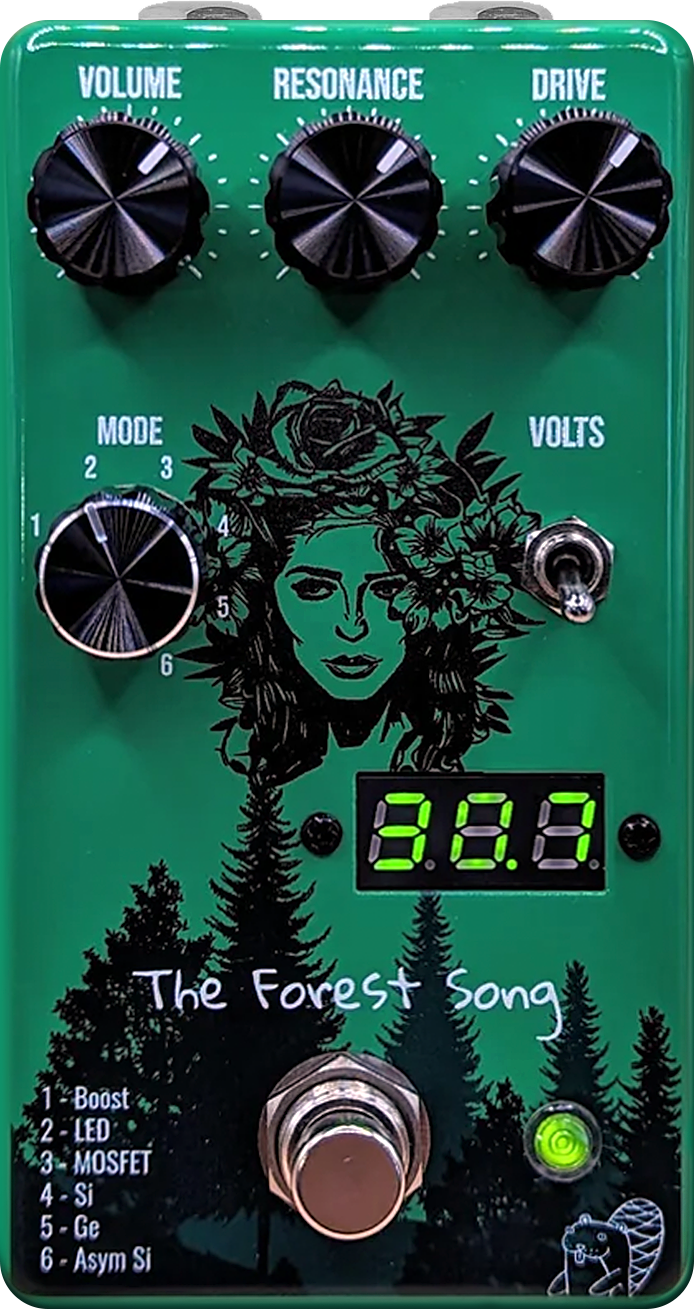 VOLUME RESONANCE DRIVE
MODE VOLTS
2 3
1 4
5
6
30.7
The Forest Song
1 - Boost
2 - LED
3 - MOSFET
4 - Si
5 - Ge
6 - Asym Si